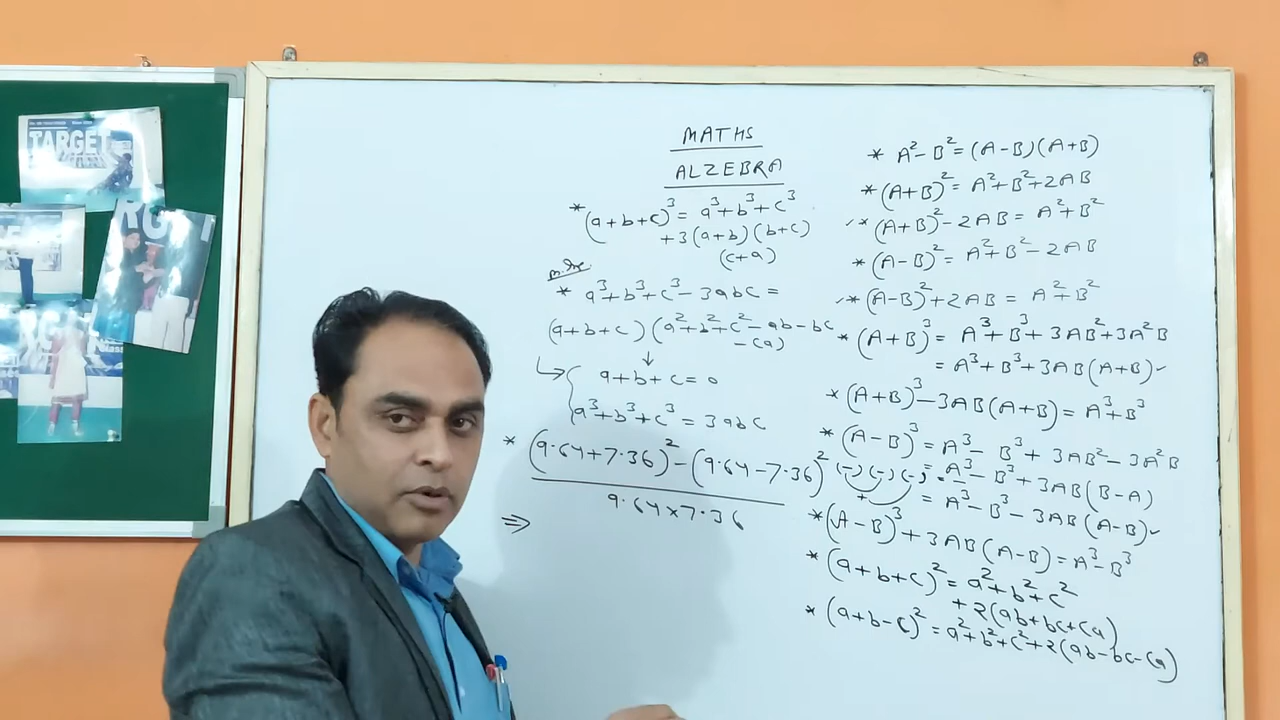 TARGET
MATHS
ALZEBRA
* (a+b+c)³ = a³+b³+c³
+3(a+b)(b+c)
(c+a)
* a³+b³+c³-3abc =
(a+b+c)(a²+b²+c²-ab-bc
-ca)
↓
↳ { a+b+c=0
a³+b³+c³ = 3abc
* (9.64+7.36)² - (9.64-7.36)²
9.64×7.36
⇒
* A²-B² = (A-B)(A+B)
* (A+B)² = A²+B²+2AB
* (A+B)²-2AB = A²+B²
* (A-B)² = A²+B²-2AB
* (A-B)²+2AB = A²+B²
* (A+B)³ = A³+B³+3AB²+3A²B
= A³+B³+3AB(A+B)
* (A+B)³-3AB(A+B) = A³+B³
* (A-B)³ = A³-B³+3AB²-3A²B
(-)(-)(-) = - = A³-B³+3AB(B-A)
+ = A³-B³-3AB(A-B)
* (A-B)³+3AB(A-B) = A³-B³
* (a+b+c)² = a²+b²+c²
+2(ab+bc+ca)
* (a+b-c)² = a²+b²+c²+2(ab-bc-ca)